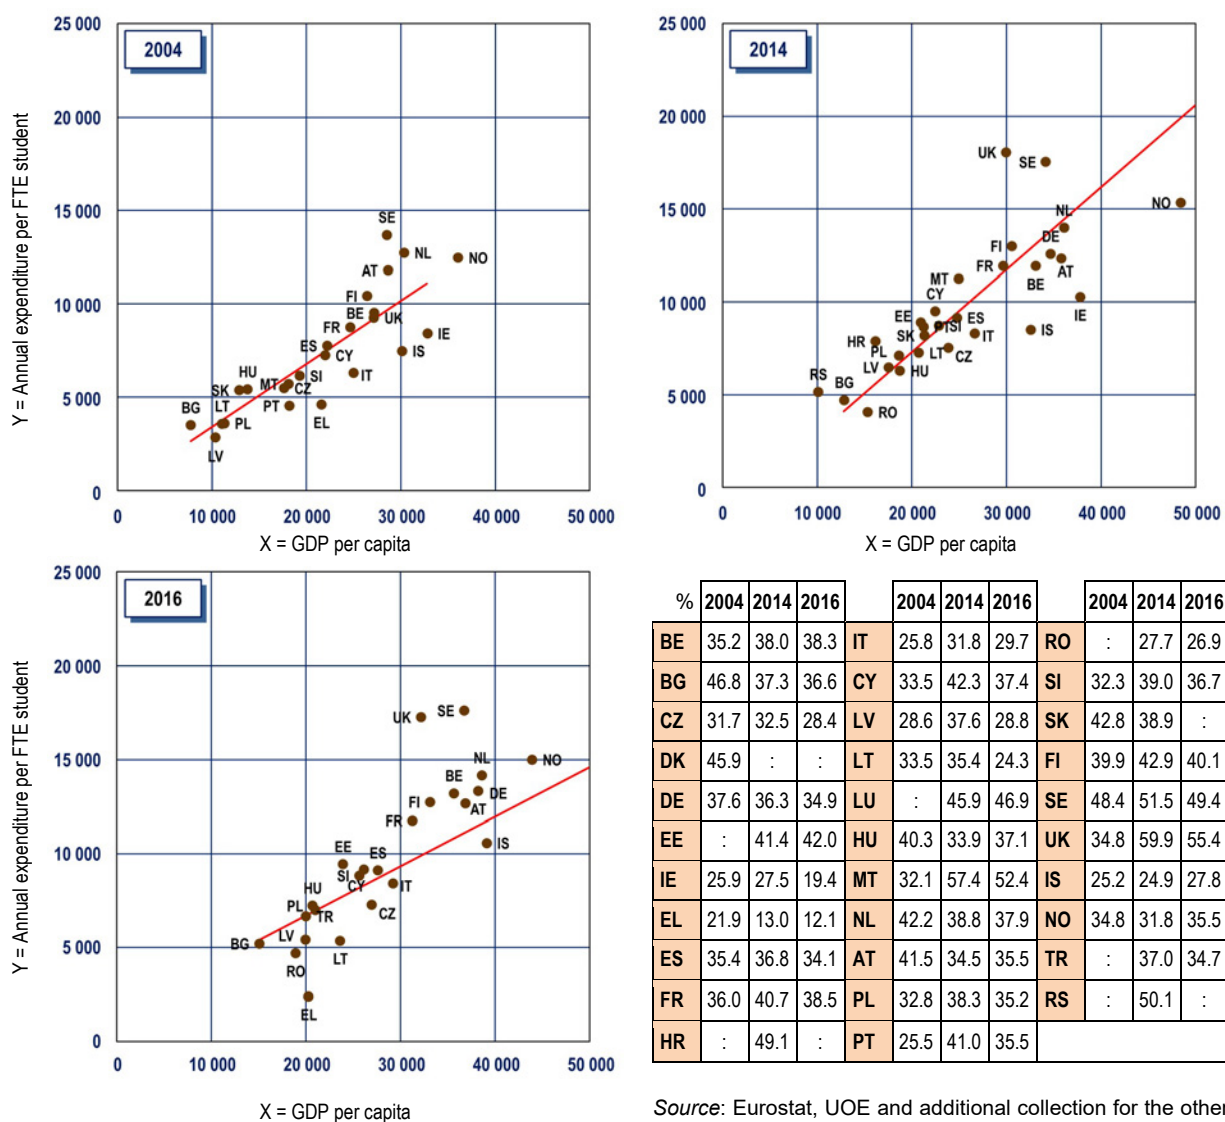 2004
Y = Annual expenditure per FTE student
25 000
20 000
15 000
10 000
5 000
0
SE
NL
NO
AT
FI
BE
UK
FR
IE
ES
CY
IS
IT
HU
MT
SI
SK
CZ
BG
LT
PT
EL
PL
LV
0 10 000 20 000 30 000 40 000 50 000
X = GDP per capita
2014
25 000
20 000
15 000
10 000
5 000
0
UK
SE
NO
NL
DE
FI
FR
AT
BE
MT
CY
IE
EE
ES
PT
SI
IS
HR
SK
IT
PL
LT
CZ
LV
HU
RS
BG
RO
0 10 000 20 000 30 000 40 000 50 000
X = GDP per capita
2016
Y = Annual expenditure per FTE student
25 000
20 000
15 000
10 000
5 000
0
UK
SE
NL
NO
BE
DE
FI
AT
FR
IS
EE
ES
SI
CY
IT
HU
PL
TR
CZ
LV
BG
LT
RO
EL
0 10 000 20 000 30 000 40 000 50 000
X = GDP per capita
% 2004 2014 2016 2004 2014 2016 2004 2014 2016
BE 35.2 38.0 38.3 IT 25.8 31.8 29.7 RO : 27.7 26.9
BG 46.8 37.3 36.6 CY 33.5 42.3 37.4 SI 32.3 39.0 36.7
CZ 31.7 32.5 28.4 LV 28.6 37.6 28.8 SK 42.8 38.9 :
DK 45.9 : : LT 33.5 35.4 24.3 FI 39.9 42.9 40.1
DE 37.6 36.3 34.9 LU : 45.9 46.9 SE 48.4 51.5 49.4
EE : 41.4 42.0 HU 40.3 33.9 37.1 UK 34.8 59.9 55.4
IE 25.9 27.5 19.4 MT 32.1 57.4 52.4 IS 25.2 24.9 27.8
EL 21.9 13.0 12.1 NL 42.2 38.8 37.9 NO 34.8 31.8 35.5
ES 35.4 36.8 34.1 AT 41.5 34.5 35.5 TR : 37.0 34.7
FR 36.0 40.7 38.5 PL 32.8 38.3 35.2 RS : 50.1 :
HR : 49.1 : PT 25.5 41.0 35.5
Source: Eurostat, UOE and additional collection for the other